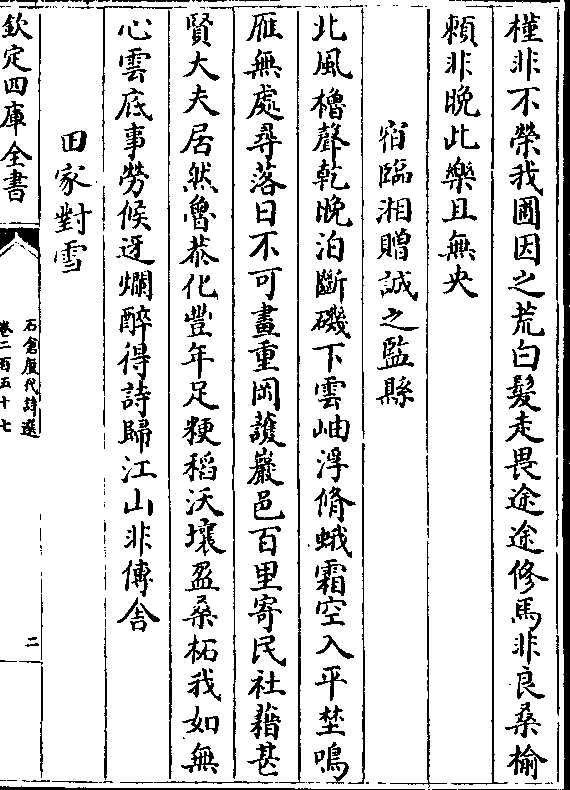 槿非不榮我圃因之荒白髮走畏途途修馬非良桑榆
頼非晚此樂且無央
宿臨湘贈誠之監縣
北風櫓聲乾晚泊斷磯下雲岫浮脩蛾霜空入平埜鳴
雁無處尋落日不可畫重岡護巖邑百里寄民社藉甚
賢大夫居然魯恭化豐年足粳稻沃壤盈桑柘我如無
心雲底事勞候迓爛醉得詩歸江山非傳舎
田家對雪
欽定四庫全書
石倉歷代詩選
卷二百五十七
二